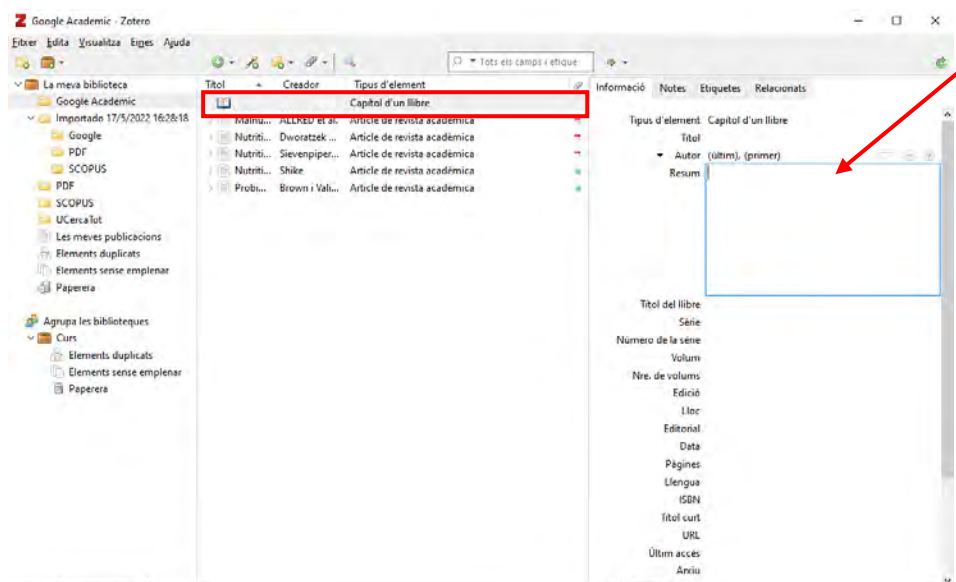 Google Academic - Zotero
Fitxer Edita Visualitza Eines Ajuda
Tots els camps i etique
La meva biblioteca
Google Academic
Importado 17/5/2022 16:28:18
Google
PDF
SCOPUS
PDF
SCOPUS
UCercaTot
Les meves publicacions
Elements duplicats
Elements sense emplenar
Paperera
Agrupa les biblioteques
Curs
Elements duplicats
Elements sense emplenar
Paperera
Títol Creador Tipus d'element
Capítol d'un llibre
Malnu... ALLRED et al. Article de revista acadèmica
Nutriti... Dworatzek ... Article de revista acadèmica
Nutriti... Sievenpiper... Article de revista acadèmica
Nutriti... Shike Article de revista acadèmica
Probi... Brown i Vali... Article de revista acadèmica
Informació Notes Etiquetes Relacionats
Tipus d'element Capítol d'un llibre
Títol
Autor (últim), (primer)
Resum
Títol del llibre
Sèrie
Número de la sèrie
Volum
Nre. de volums
Edició
Lloc
Editorial
Data
Pàgines
Llengua
ISBN
Títol curt
URL
Últim accés
Arxiu